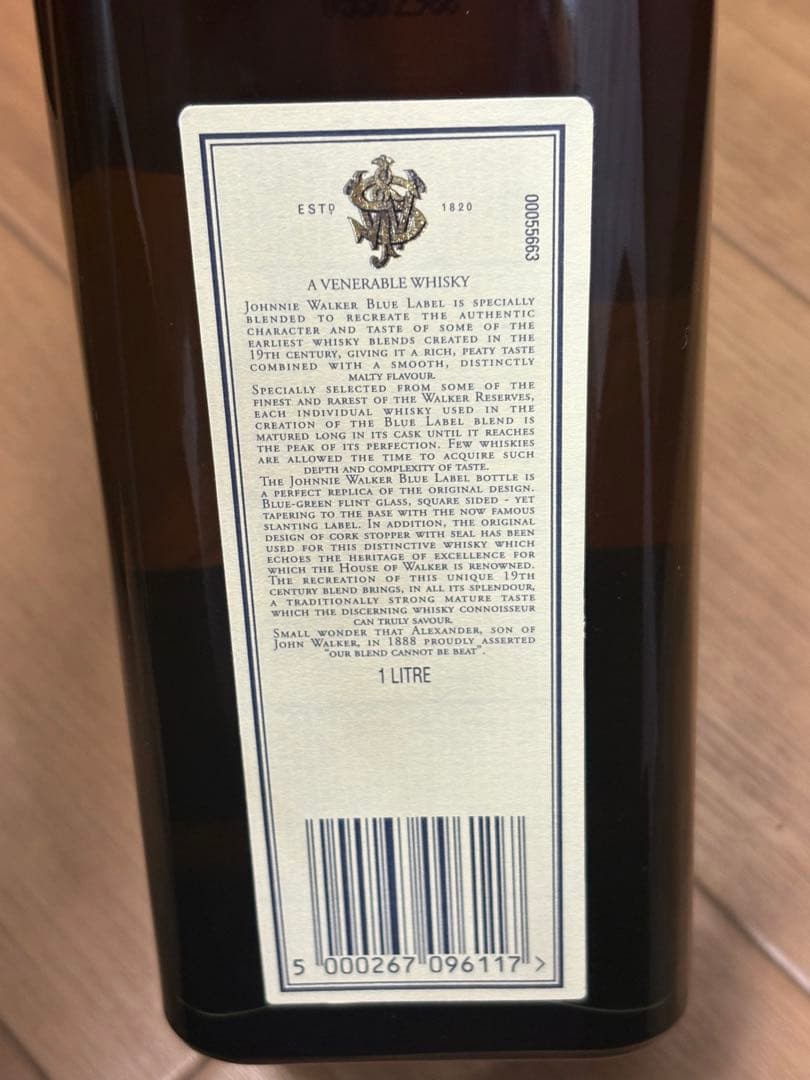 ESTD 1820
00055663
A VENERABLE WHISKY
JOHNNIE WALKER BLUE LABEL IS SPECIALLY
BLENDED TO RECREATE THE AUTHENTIC
CHARACTER AND TASTE OF SOME OF THE
EARLIEST WHISKY BLENDS CREATED IN THE
19TH CENTURY, GIVING IT A RICH, PEATY TASTE
COMBINED WITH A SMOOTH, DISTINCTLY
MALTY FLAVOUR.
SPECIALLY SELECTED FROM SOME OF THE
FINEST AND RAREST OF THE WALKER RESERVES,
EACH INDIVIDUAL WHISKY USED IN THE
CREATION OF THE BLUE LABEL BLEND IS
MATURED LONG IN ITS CASK UNTIL IT REACHES
THE PEAK OF ITS PERFECTION. FEW WHISKIES
ARE ALLOWED THE TIME TO ACQUIRE SUCH
DEPTH AND COMPLEXITY OF TASTE.
THE JOHNNIE WALKER BLUE LABEL BOTTLE IS
A PERFECT REPLICA OF THE ORIGINAL DESIGN.
BLUE-GREEN FLINT GLASS, SQUARE SIDED - YET
TAPERING TO THE BASE WITH THE NOW FAMOUS
SLANTING LABEL. IN ADDITION, THE ORIGINAL
DESIGN OF CORK STOPPER WITH SEAL HAS BEEN
USED FOR THIS DISTINCTIVE WHISKY WHICH
ECHOES THE HERITAGE OF EXCELLENCE FOR
WHICH THE HOUSE OF WALKER IS RENOWNED.
THE RECREATION OF THIS UNIQUE 19TH
CENTURY BLEND BRINGS, IN ALL ITS SPLENDOUR,
A TRADITIONALLY STRONG MATURE TASTE
WHICH THE DISCERNING WHISKY CONNOISSEUR
CAN TRULY SAVOUR.
SMALL WONDER THAT ALEXANDER, SON OF
JOHN WALKER, IN 1888 PROUDLY ASSERTED
"OUR BLEND CANNOT BE BEAT".
1 LITRE
5 000267 096117 >